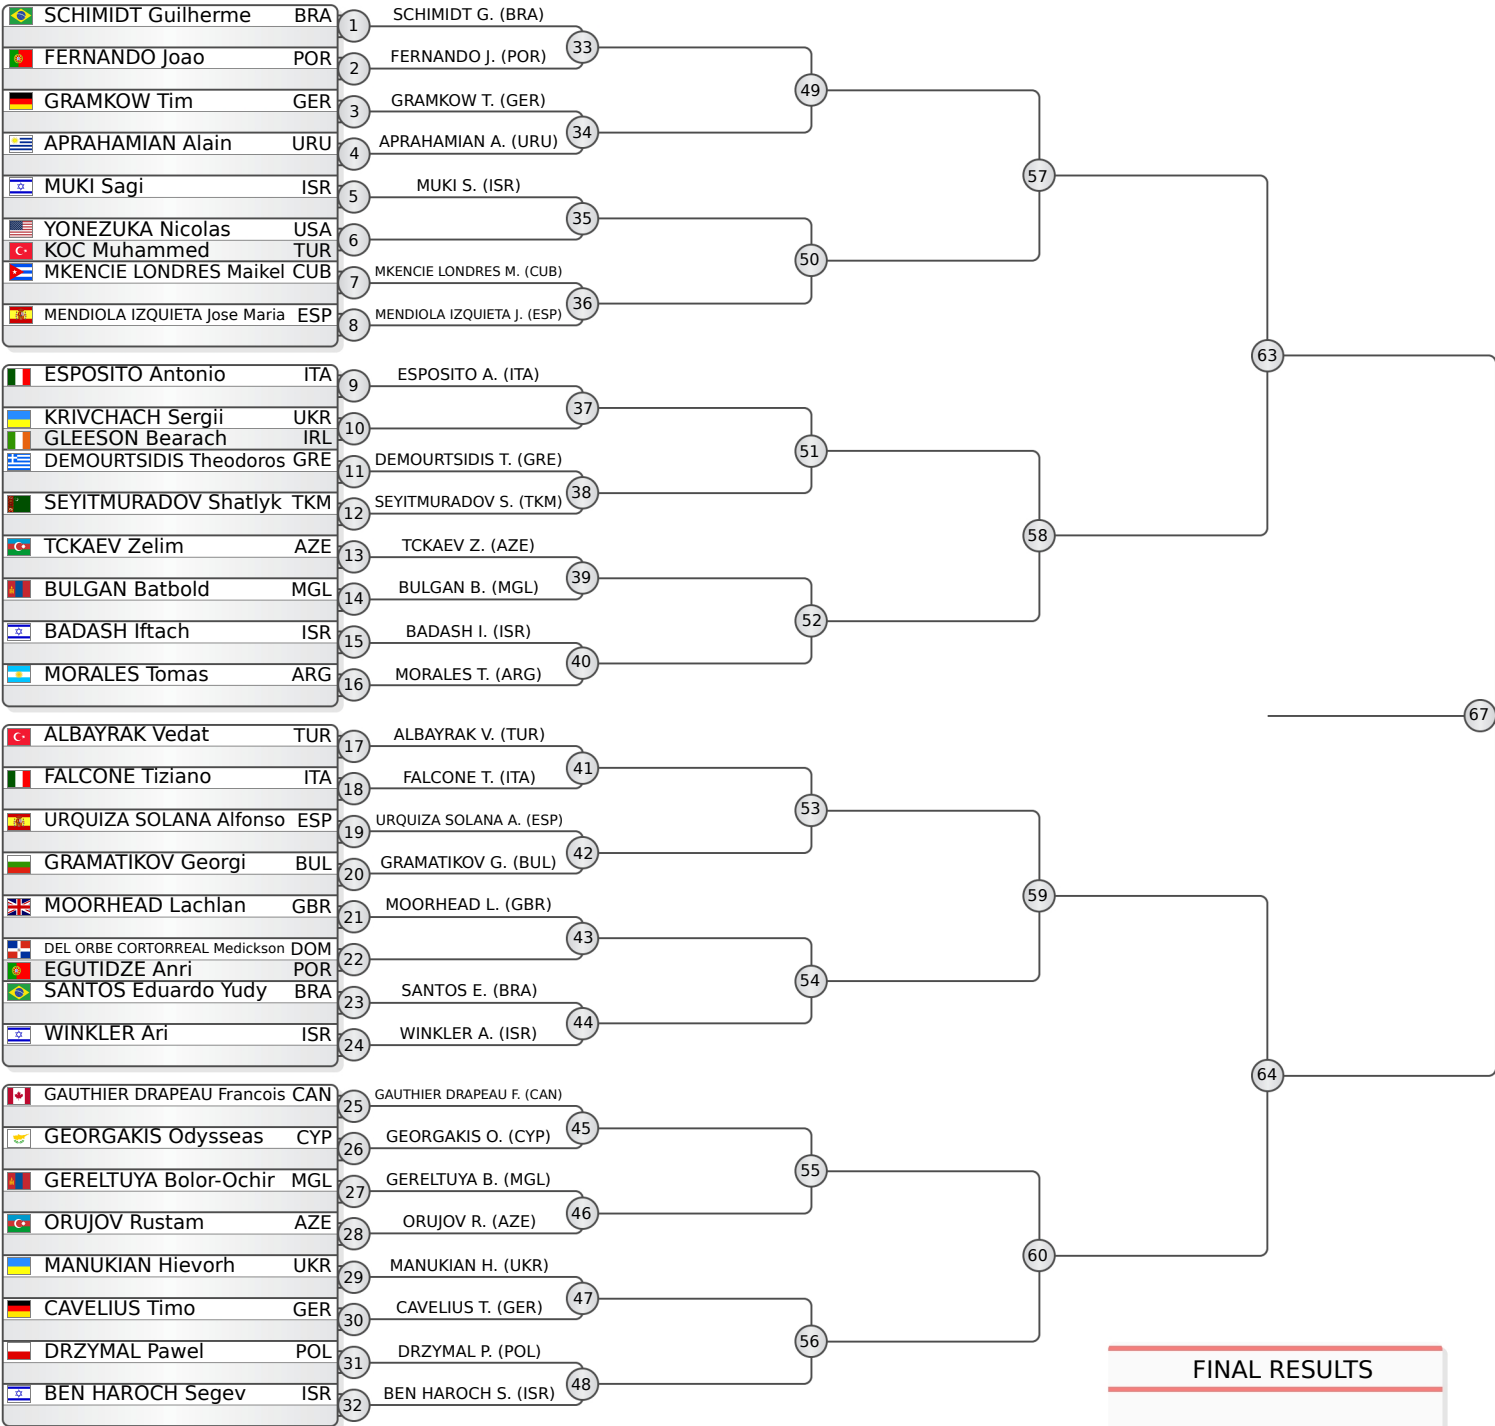 SCHIMIDT Guilherme BRA 1 SCHIMIDT G. (BRA)
33
FERNANDO Joao POR 2 FERNANDO J. (POR)
49
GRAMKOW Tim GER 3 GRAMKOW T. (GER)
34
APRAHAMIAN Alain URU 4 APRAHAMIAN A. (URU)
57
MUKI Sagi ISR 5 MUKI S. (ISR)
35
YONEZUKA Nicolas USA 6
KOC Muhammed TUR
50
MKENCIE LONDRES Maikel CUB 7 MKENCIE LONDRES M. (CUB)
36
MENDIOLA IZQUIETA Jose Maria ESP 8 MENDIOLA IZQUIETA J. (ESP)
63
ESPOSITO Antonio ITA 9 ESPOSITO A. (ITA)
37
KRIVCHACH Sergii UKR 10
GLEESON Bearach IRL
51
DEMOURTSIDIS Theodoros GRE 11 DEMOURTSIDIS T. (GRE)
38
SEYITMURADOV Shatlyk TKM 12 SEYITMURADOV S. (TKM)
58
TCKAEV Zelim AZE 13 TCKAEV Z. (AZE)
39
BULGAN Batbold MGL 14 BULGAN B. (MGL)
52
BADASH Iftach ISR 15 BADASH I. (ISR)
40
MORALES Tomas ARG 16 MORALES T. (ARG)
67
ALBAYRAK Vedat TUR 17 ALBAYRAK V. (TUR)
41
FALCONE Tiziano ITA 18 FALCONE T. (ITA)
53
URQUIZA SOLANA Alfonso ESP 19 URQUIZA SOLANA A. (ESP)
42
GRAMATIKOV Georgi BUL 20 GRAMATIKOV G. (BUL)
59
MOORHEAD Lachlan GBR 21 MOORHEAD L. (GBR)
43
DEL ORBE CORTORREAL Medickson DOM 22
EGUTIDZE Anri POR
54
SANTOS Eduardo Yudy BRA 23 SANTOS E. (BRA)
44
WINKLER Ari ISR 24 WINKLER A. (ISR)
64
GAUTHIER DRAPEAU Francois CAN 25 GAUTHIER DRAPEAU F. (CAN)
45
GEORGAKIS Odysseas CYP 26 GEORGAKIS O. (CYP)
55
GERELTUYA Bolor-Ochir MGL 27 GERELTUYA B. (MGL)
46
ORUJOV Rustam AZE 28 ORUJOV R. (AZE)
60
MANUKIAN Hievorh UKR 29 MANUKIAN H. (UKR)
47
CAVELIUS Timo GER 30 CAVELIUS T. (GER)
56
DRZYMAL Pawel POL 31 DRZYMAL P. (POL)
48
BEN HAROCH Segev ISR 32 BEN HAROCH S. (ISR)
FINAL RESULTS